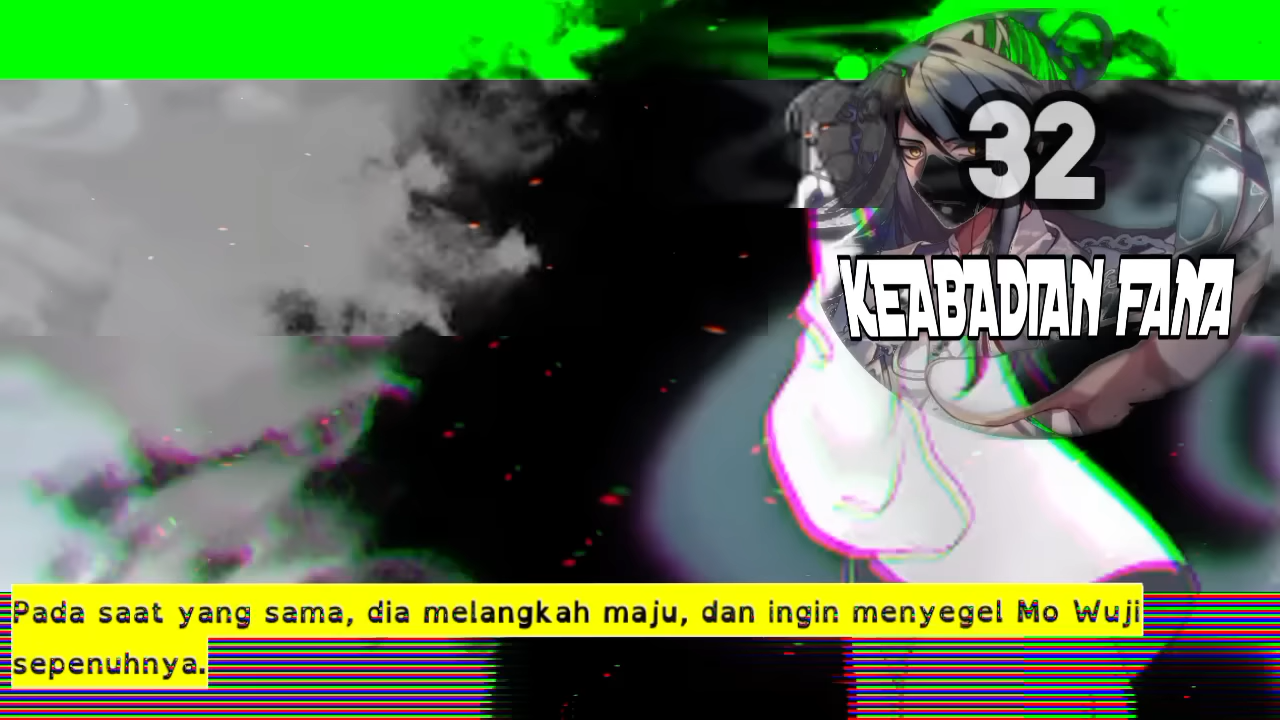 32
KEABADIAN FANA
Pada saat yang sama, dia melangkah maju, dan ingin menyegel Mo Wuji
sepenuhnya.